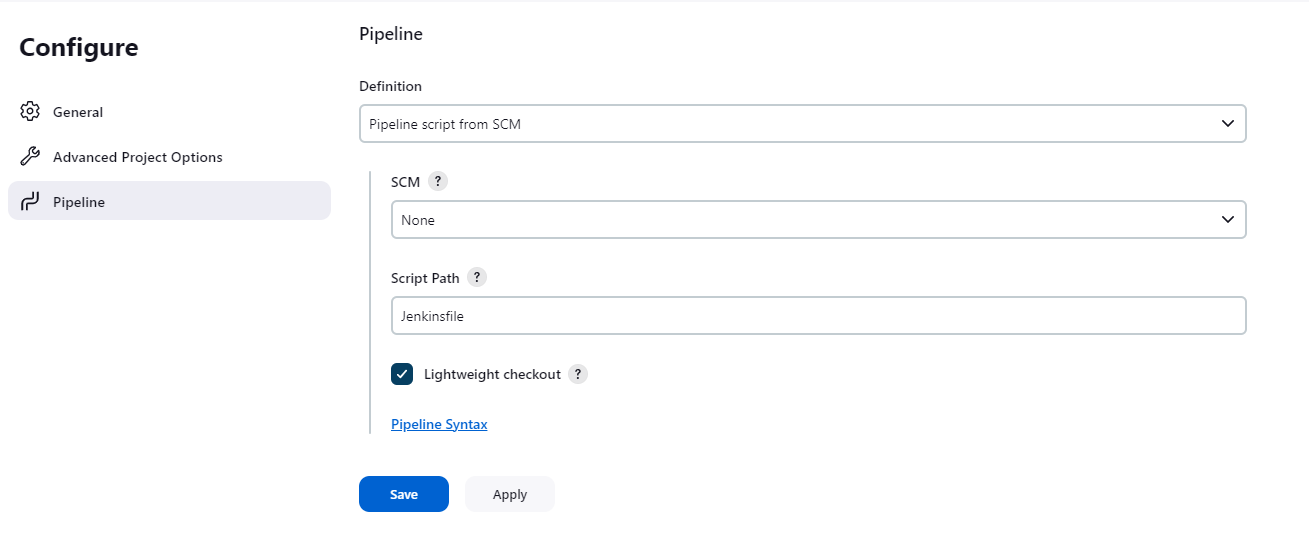 Configure
General
Advanced Project Options
Pipeline
Pipeline
Definition
Pipeline script from SCM
SCM ?
None
Script Path ?
Jenkinsfile
Lightweight checkout ?
Pipeline Syntax
Save Apply